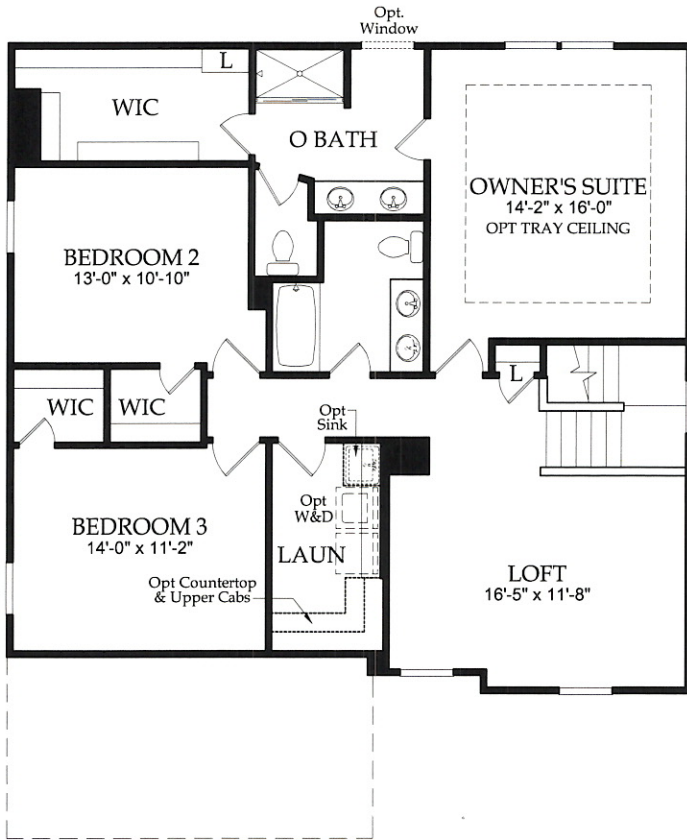 Opt.
Window
L
WIC
O BATH
OWNER'S SUITE
14'-2" x 16'-0"
OPT TRAY CEILING
BEDROOM 2
13'-0" x 10'-10"
WIC
WIC
L
Opt
Sink
Opt
W&D
BEDROOM 3
14'-0" x 11'-2"
LAUN
LOFT
16'-5" x 11'-8"
Opt Countertop
& Upper Cabs